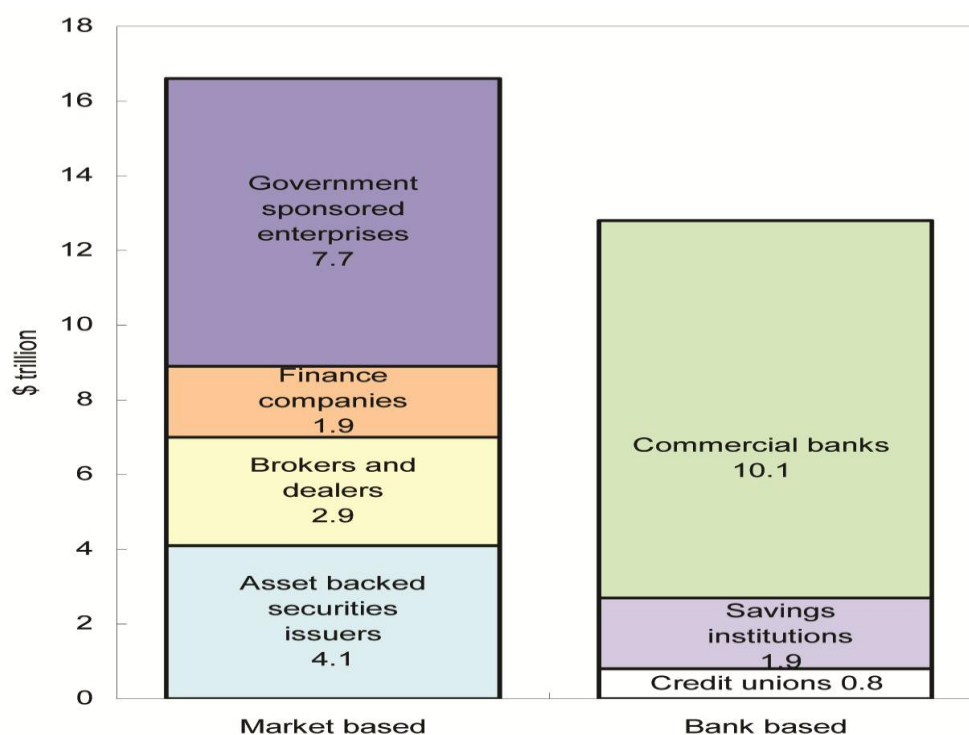 $ trillion
18
16
14
12
10
8
6
4
2
0
Government
sponsored
enterprises
7.7
Finance
companies
1.9
Brokers and
dealers
2.9
Asset backed
securities
issuers
4.1
Commercial banks
10.1
Savings
institutions
1.9
Credit unions 0.8
Market based
Bank based